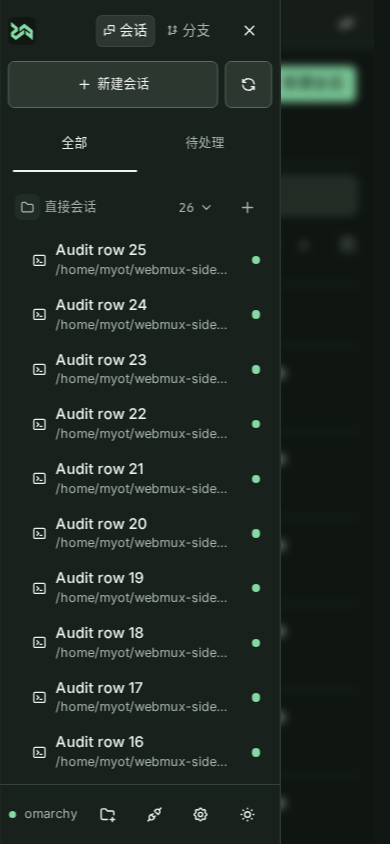 会话
分支
新建会话
全部
待处理
直接会话
26
Audit row 25
/home/myot/webmux-side...
Audit row 24
/home/myot/webmux-side...
Audit row 23
/home/myot/webmux-side...
Audit row 22
/home/myot/webmux-side...
Audit row 21
/home/myot/webmux-side...
Audit row 20
/home/myot/webmux-side...
Audit row 19
/home/myot/webmux-side...
Audit row 18
/home/myot/webmux-side...
Audit row 17
/home/myot/webmux-side...
Audit row 16
/home/myot/webmux-side...
omarchy